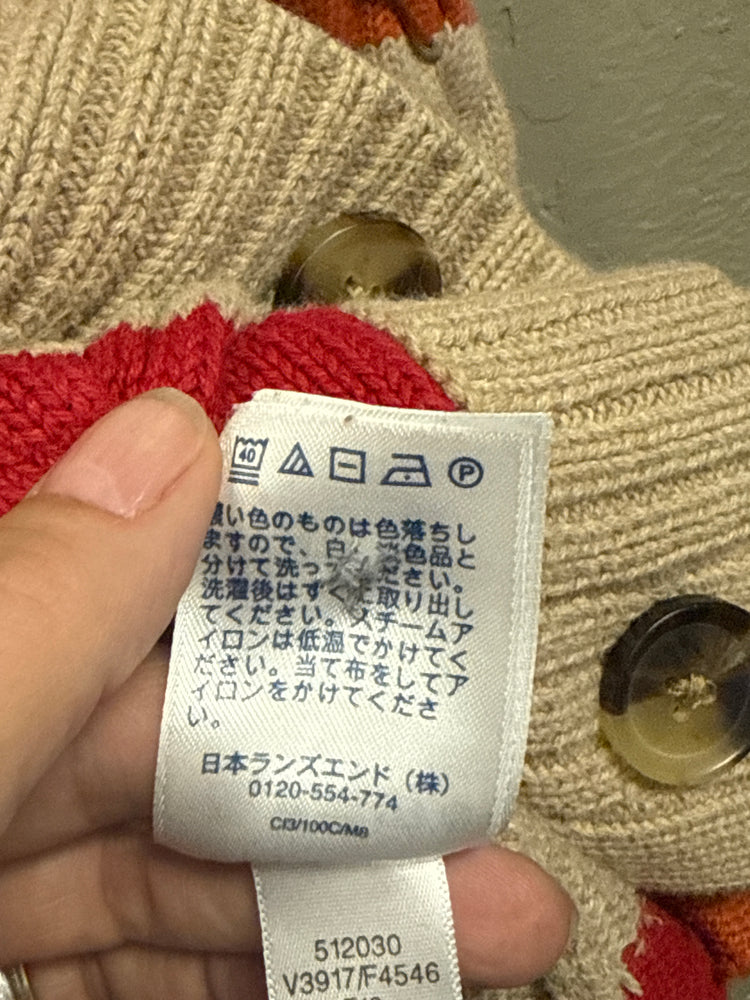 40
P
い色のものは色落ちし
ますので、白、淡色品と
分けて洗っください。
洗濯後はすぐに取り出し
てください。スチームア
イロンは低温でかけてく
ださい。当て布をしてア
イロンをかけてくださ
い。
日本ランズエンド（株）
0120-554-774
CI3/100C/M8
512030
V3917/F4546